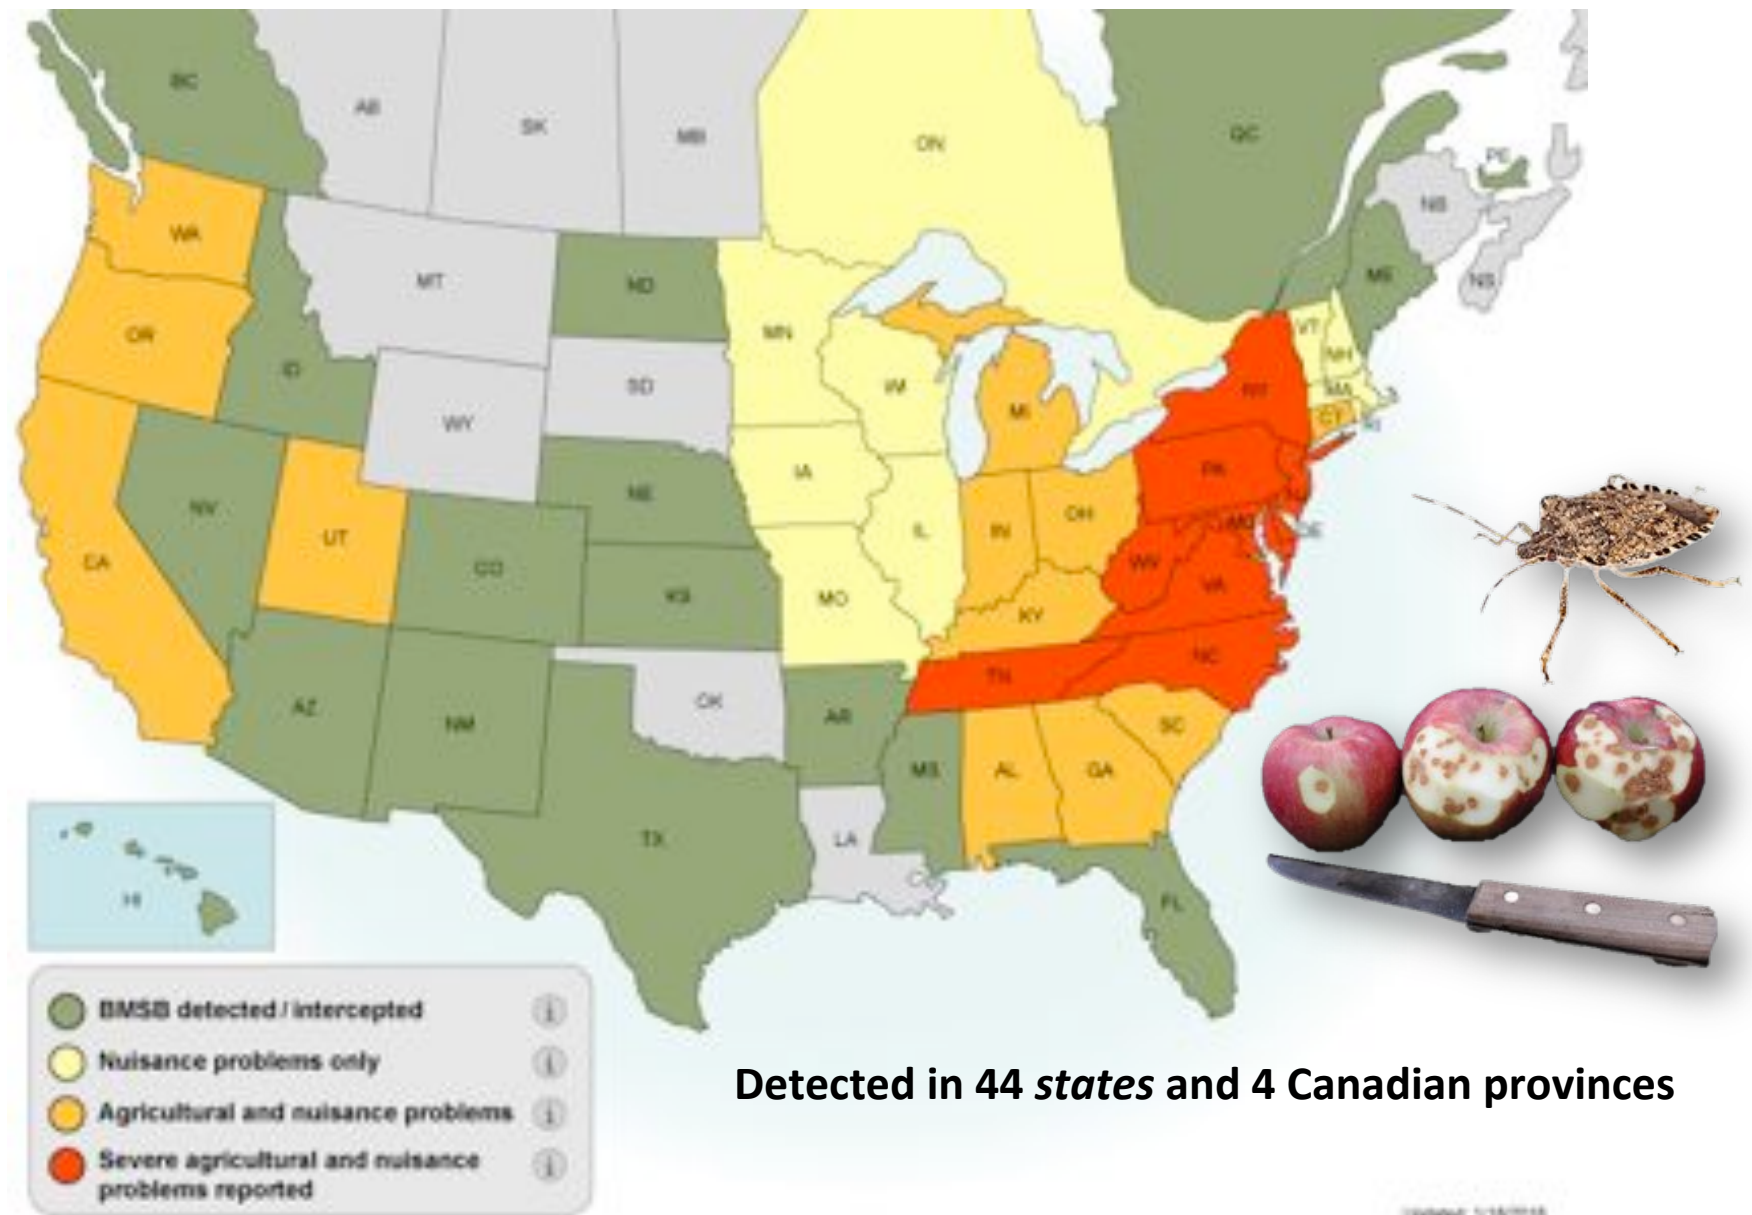 BC
AB
SK
MB
ON
QC
PE
NB
NS
WA
MT
ND
ME
OR
ID
MN
VT
NH
WY
SD
WI
MI
NY
MA
CT
RI
NV
UT
NE
IA
PA
NJ
CA
CO
KS
IL
IN
OH
MD
DE
MO
WV
VA
KY
AZ
NM
OK
AR
TN
NC
TX
MS
AL
GA
SC
LA
HI
FL
BMSB detected / intercepted i
Nuisance problems only i
Agricultural and nuisance problems i
Severe agricultural and nuisance i
problems reported
Detected in 44 states and 4 Canadian provinces